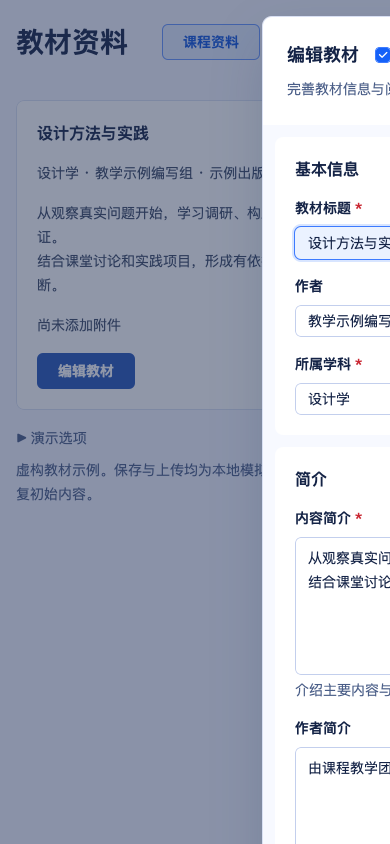 教材资料
课程资料
设计方法与实践
设计学 · 教学示例编写组 · 示例出版
从观察真实问题开始，学习调研、构
证。
结合课堂讨论和实践项目，形成有依
断。
尚未添加附件
编辑教材
演示选项
虚构教材示例。保存与上传均为本地模拟
复初始内容。
编辑教材
完善教材信息与
基本信息
教材标题 *
设计方法与实
作者
教学示例编写
所属学科 *
设计学
简介
内容简介 *
从观察真实问
结合课堂讨论
介绍主要内容与
作者简介
由课程教学团